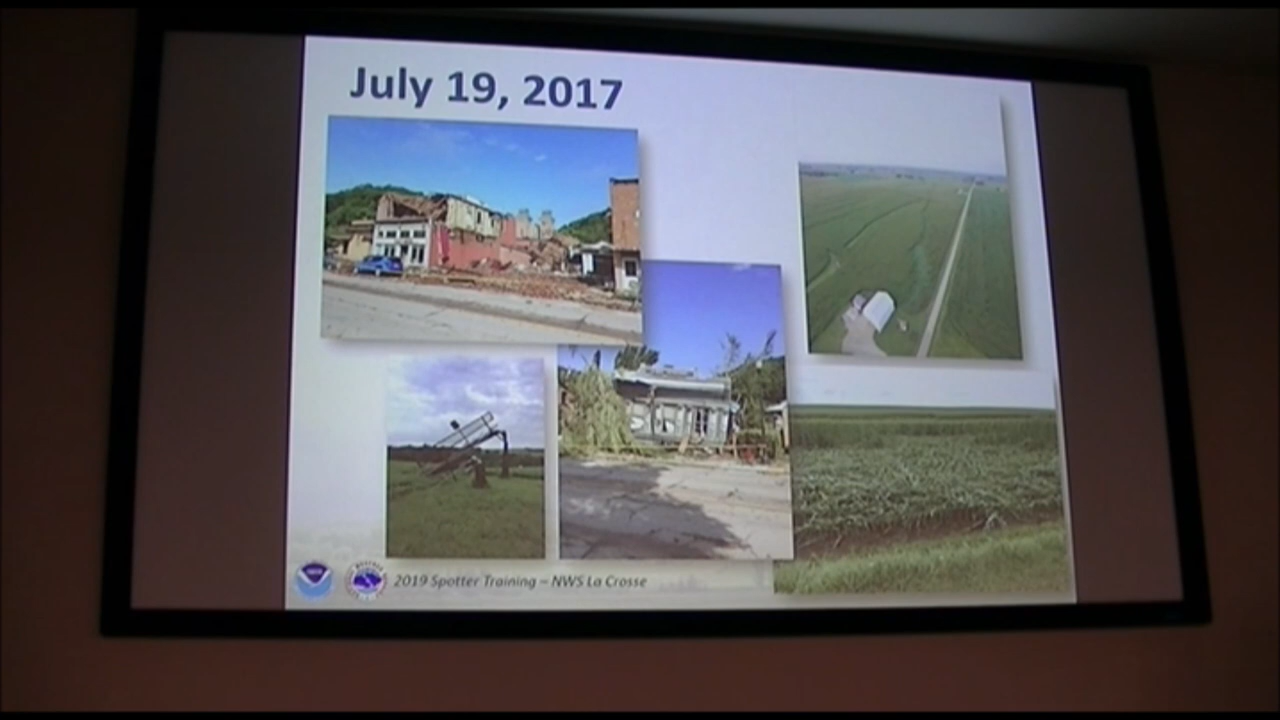 July 19, 2017
2019 Spotter Training – NWS La Crosse